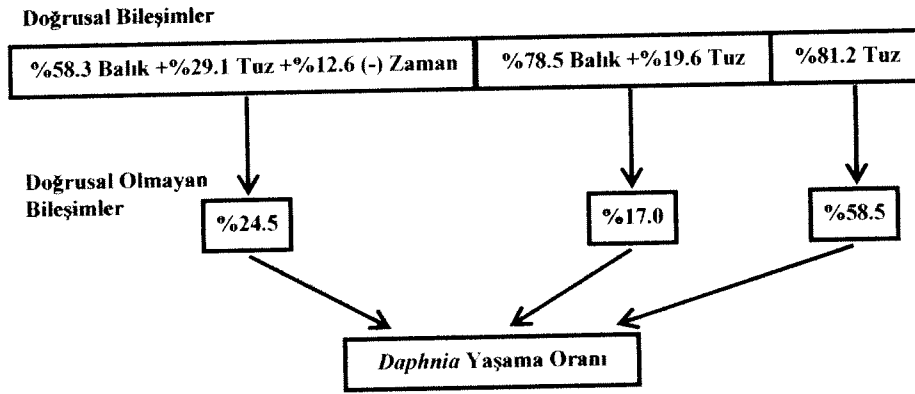 Doğrusal Bileşimler
%58.3 Balık +%29.1 Tuz +%12.6 (-) Zaman
%78.5 Balık +%19.6 Tuz
%81.2 Tuz
Doğrusal Olmayan
Bileşimler
%24.5
%17.0
%58.5
Daphnia Yaşama Oranı